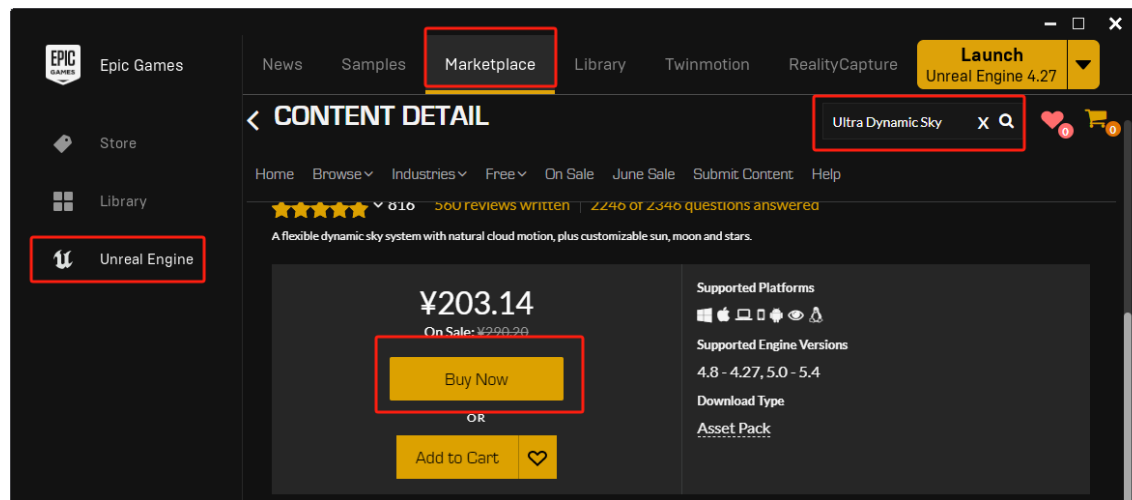 EPIC
GAMES
Epic Games
Store
Library
Unreal Engine
News Samples Marketplace Library Twinmotion RealityCapture
Launch
Unreal Engine 4.27
CONTENT DETAIL
Ultra Dynamic Sky X
0 0
Home Browse Industries Free On Sale June Sale Submit Content Help
816 560 reviews written | 2246 of 2346 questions answered
A flexible dynamic sky system with natural cloud motion, plus customizable sun, moon and stars.
¥203.14
On Sale: ¥290.20
Buy Now
OR
Add to Cart
Supported Platforms
Supported Engine Versions
4.8 - 4.27, 5.0 - 5.4
Download Type
Asset Pack